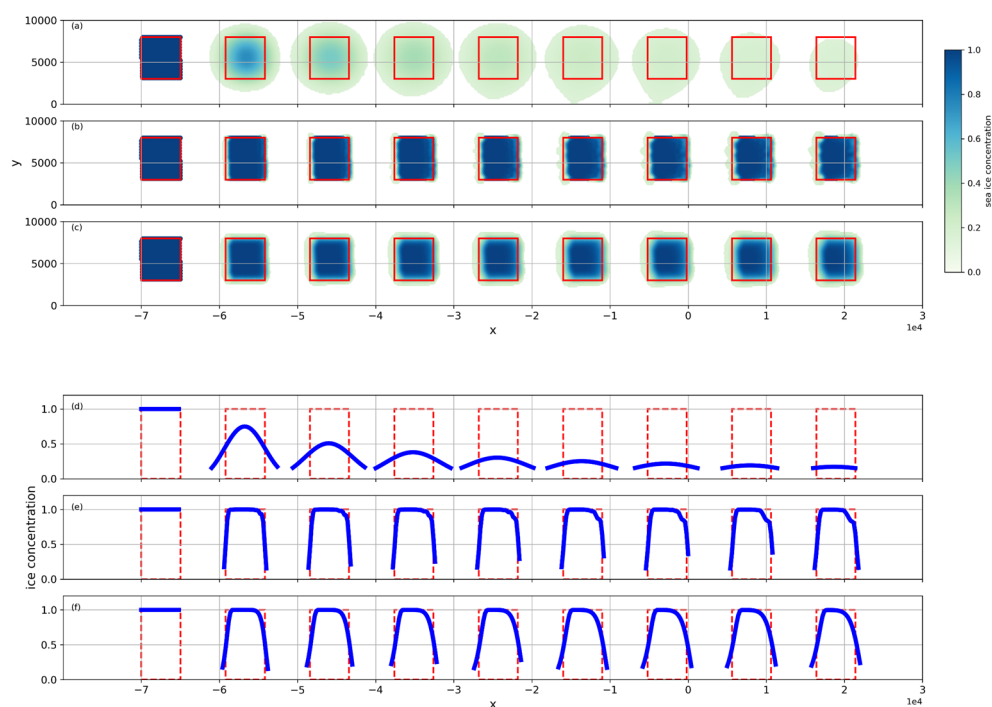 (a)
10000
5000
0
(b)
10000
5000
0
(c)
10000
5000
0
y
−7 −6 −5 −4 −3 −2 −1 0 1 2 3
1e4
x
1.0
0.8
0.6
0.4
0.2
0.0
sea ice concentration
(d)
1.0
0.5
0.0
(e)
1.0
0.5
0.0
(f)
1.0
0.5
0.0
ice concentration
−7 −6 −5 −4 −3 −2 −1 0 1 2 3
1e4
x